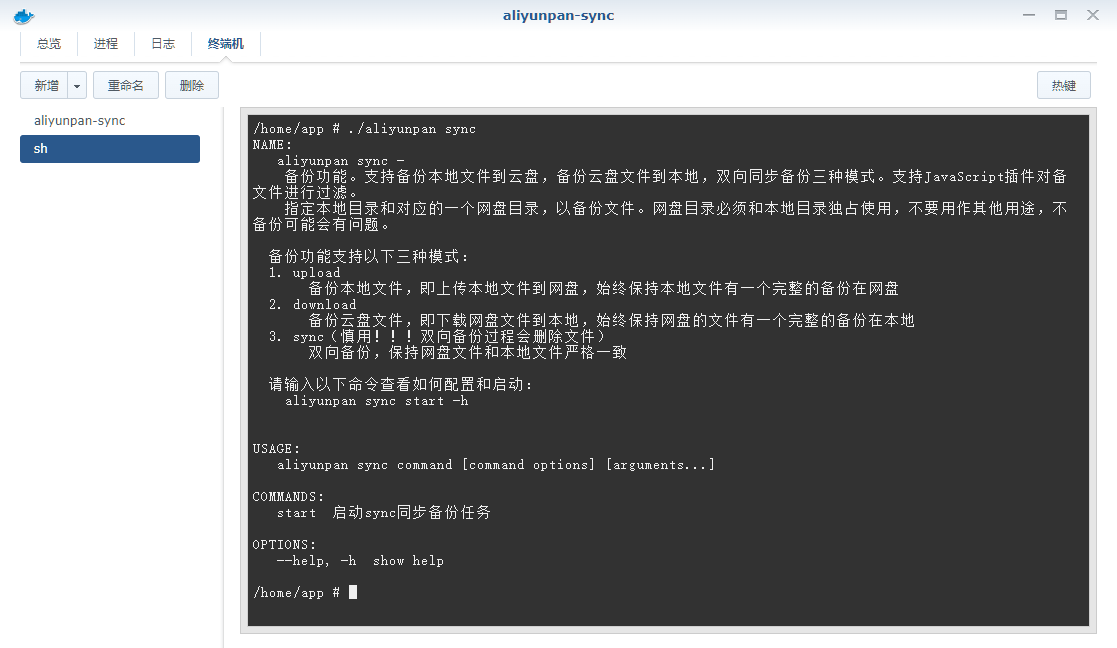 aliyunpan-sync
总览 进程 日志 终端机
新增 重命名 删除 热键
aliyunpan-sync
sh
/home/app # ./aliyunpan sync
NAME:
aliyunpan sync -
备份功能。支持备份本地文件到云盘，备份云盘文件到本地，双向同步备份三种模式。支持JavaScript插件对备
文件进行过滤。
指定本地目录和对应的一个网盘目录，以备份文件。网盘目录必须和本地目录独占使用，不要用作其他用途，不
备份可能会有问题。
备份功能支持以下三种模式：
1. upload
备份本地文件，即上传本地文件到网盘，始终保持本地文件有一个完整的备份在网盘
2. download
备份云盘文件，即下载网盘文件到本地，始终保持网盘的文件有一个完整的备份在本地
3. sync（慎用！！！双向备份过程会删除文件）
双向备份，保持网盘文件和本地文件严格一致
请输入以下命令查看如何配置和启动：
aliyunpan sync start -h
USAGE:
aliyunpan sync command [command options] [arguments...]
COMMANDS:
start 启动sync同步备份任务
OPTIONS:
--help, -h show help
/home/app #